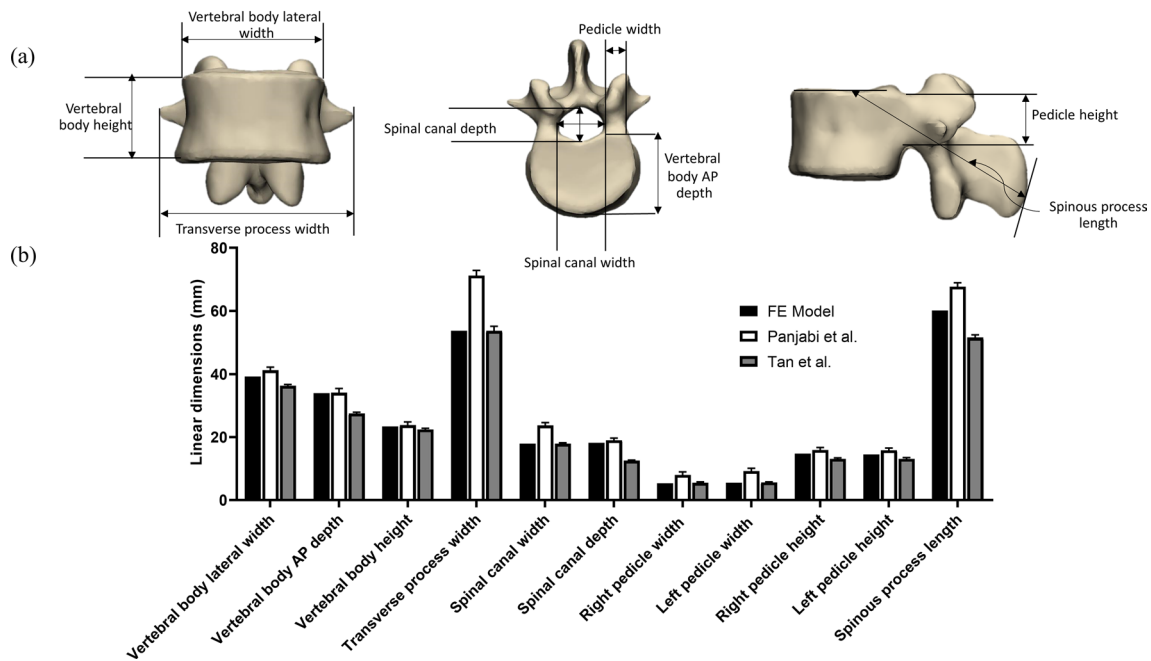 (a)
Vertebral body lateral
width
Vertebral
body height
Transverse process width
Pedicle width
Spinal canal depth
Vertebral
body AP
depth
Spinal canal width
Pedicle height
Spinous process
length
(b)
Linear dimensions (mm)
80
60
40
20
0
FE Model
Panjabi et al.
Tan et al.
Vertebral body lateral width
Vertebral body AP depth
Vertebral body height
Transverse process width
Spinal canal width
Spinal canal depth
Right pedicle width
Left pedicle width
Right pedicle height
Left pedicle height
Spinous process length